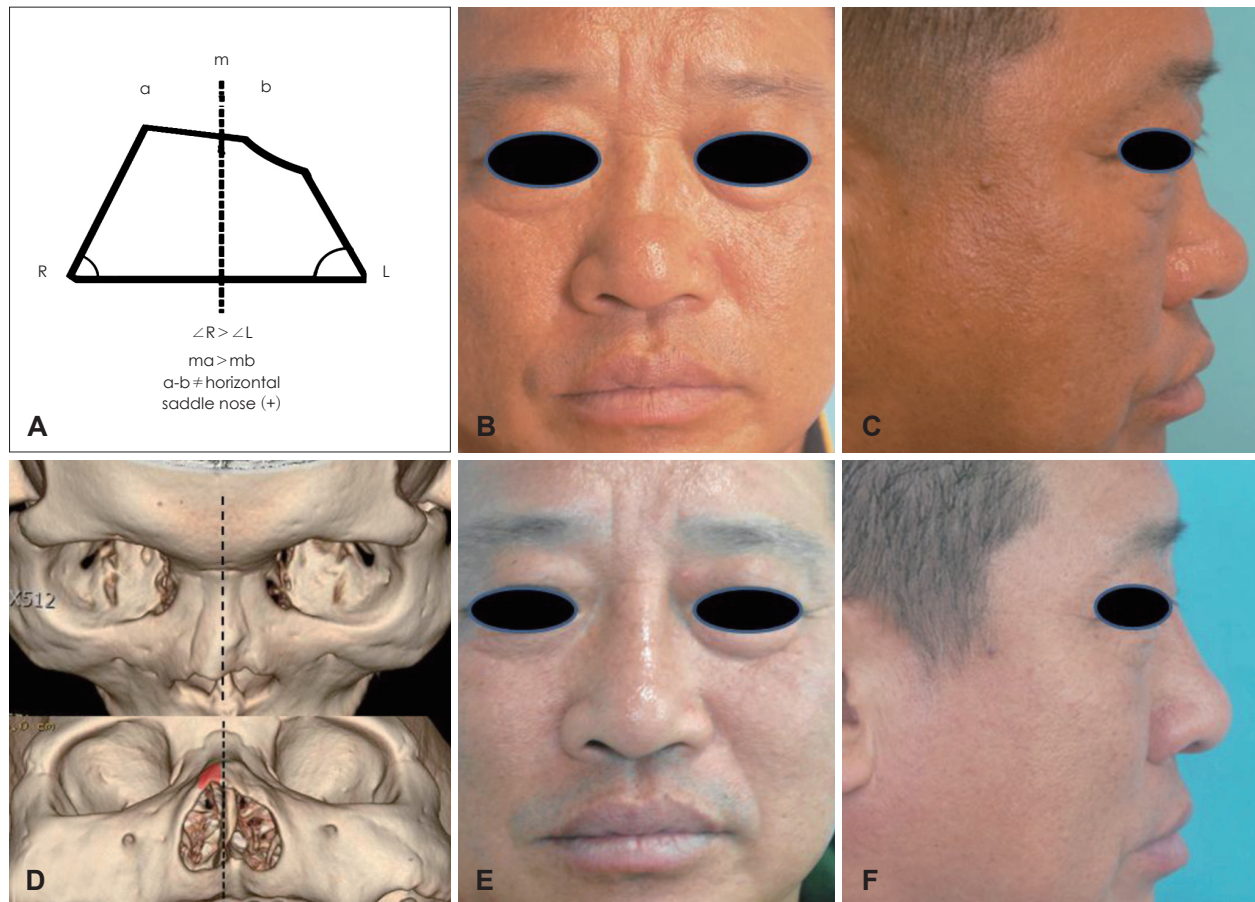 m
a b
R L
∠R>∠L
ma>mb
a-b≠horizontal
saddle nose (+)
A
B
C
X512
D
E
F